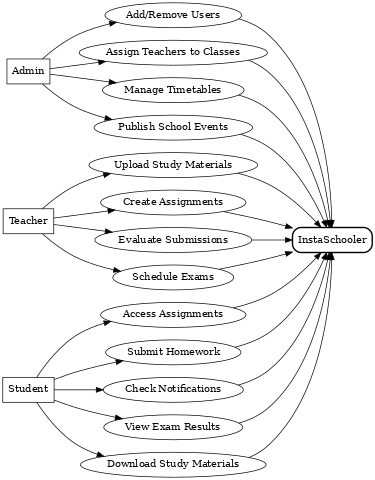 Add/Remove Users
Assign Teachers to Classes
Admin
Manage Timetables
Publish School Events
Upload Study Materials
Create Assignments
Teacher
Evaluate Submissions
InstaSchooler
Schedule Exams
Access Assignments
Submit Homework
Student
Check Notifications
View Exam Results
Download Study Materials